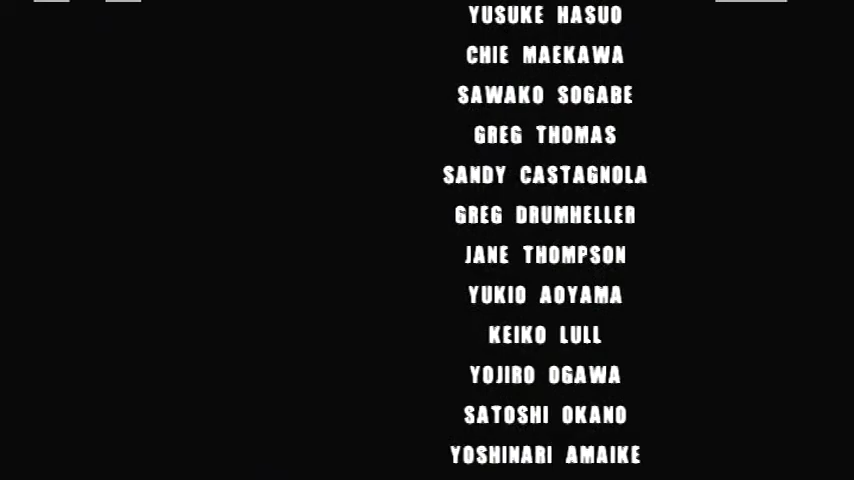 YUSUKE HASUO
CHIE MAEKAWA
SAWAKO SOGABE
GREG THOMAS
SANDY CASTAGNOLA
GREG DRUMHELLER
JANE THOMPSON
YUKIO AOYAMA
KEIKO LULL
YOJIRO OGAWA
SATOSHI OKANO
YOSHINARI AMAIKE